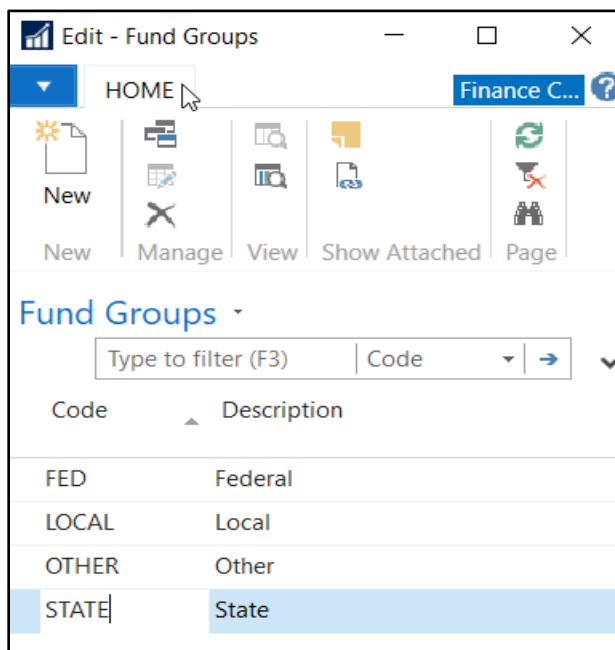 Edit - Fund Groups
HOME
Finance C...
?
New
New Manage View Show Attached Page
Fund Groups
Type to filter (F3) Code
Code Description
FED Federal
LOCAL Local
OTHER Other
STATE State